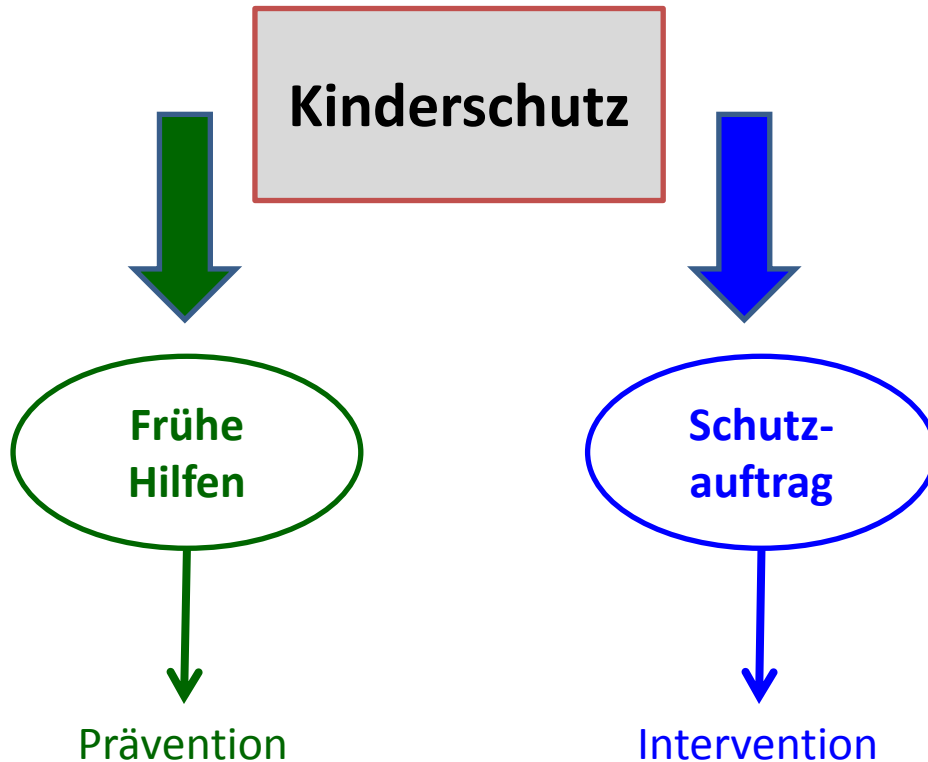 Kinderschutz
Frühe
Hilfen
Schutz-
auftrag
Prävention
Intervention